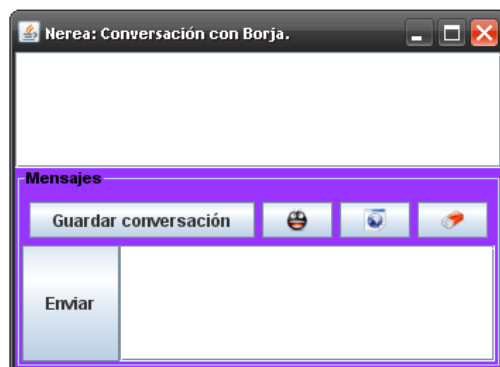 Nerea: Conversación con Borja.
Mensajes
Guardar conversación
Enviar